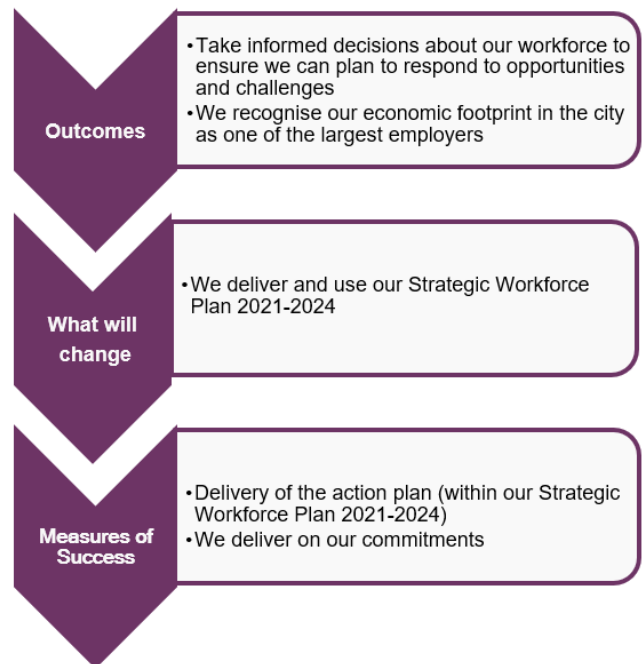 Outcomes
•Take informed decisions about our workforce to
ensure we can plan to respond to opportunities
and challenges
•We recognise our economic footprint in the city
as one of the largest employers
What will
change
•We deliver and use our Strategic Workforce
Plan 2021-2024
Measures of
Success
•Delivery of the action plan (within our Strategic
Workforce Plan 2021-2024)
•We deliver on our commitments